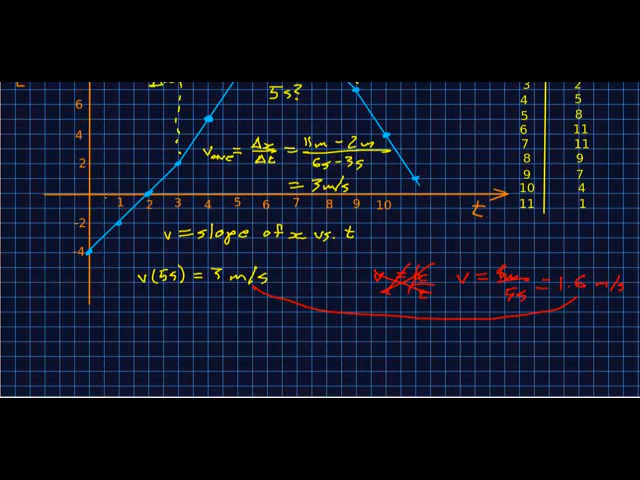 5s?
v_ave = Δx/Δt = (11m − 2m)/(6s − 3s)
= 3m/s
v = slope of x vs. t
v(5s) = 3 m/s
v = x/t
v = 8m/5s = 1.6 m/s
6
4
2
-2
-4
1 2 3 4 5 6 7 8 9 10
t
3 2
4 5
5 8
6 11
7 11
8 9
9 7
10 4
11 1